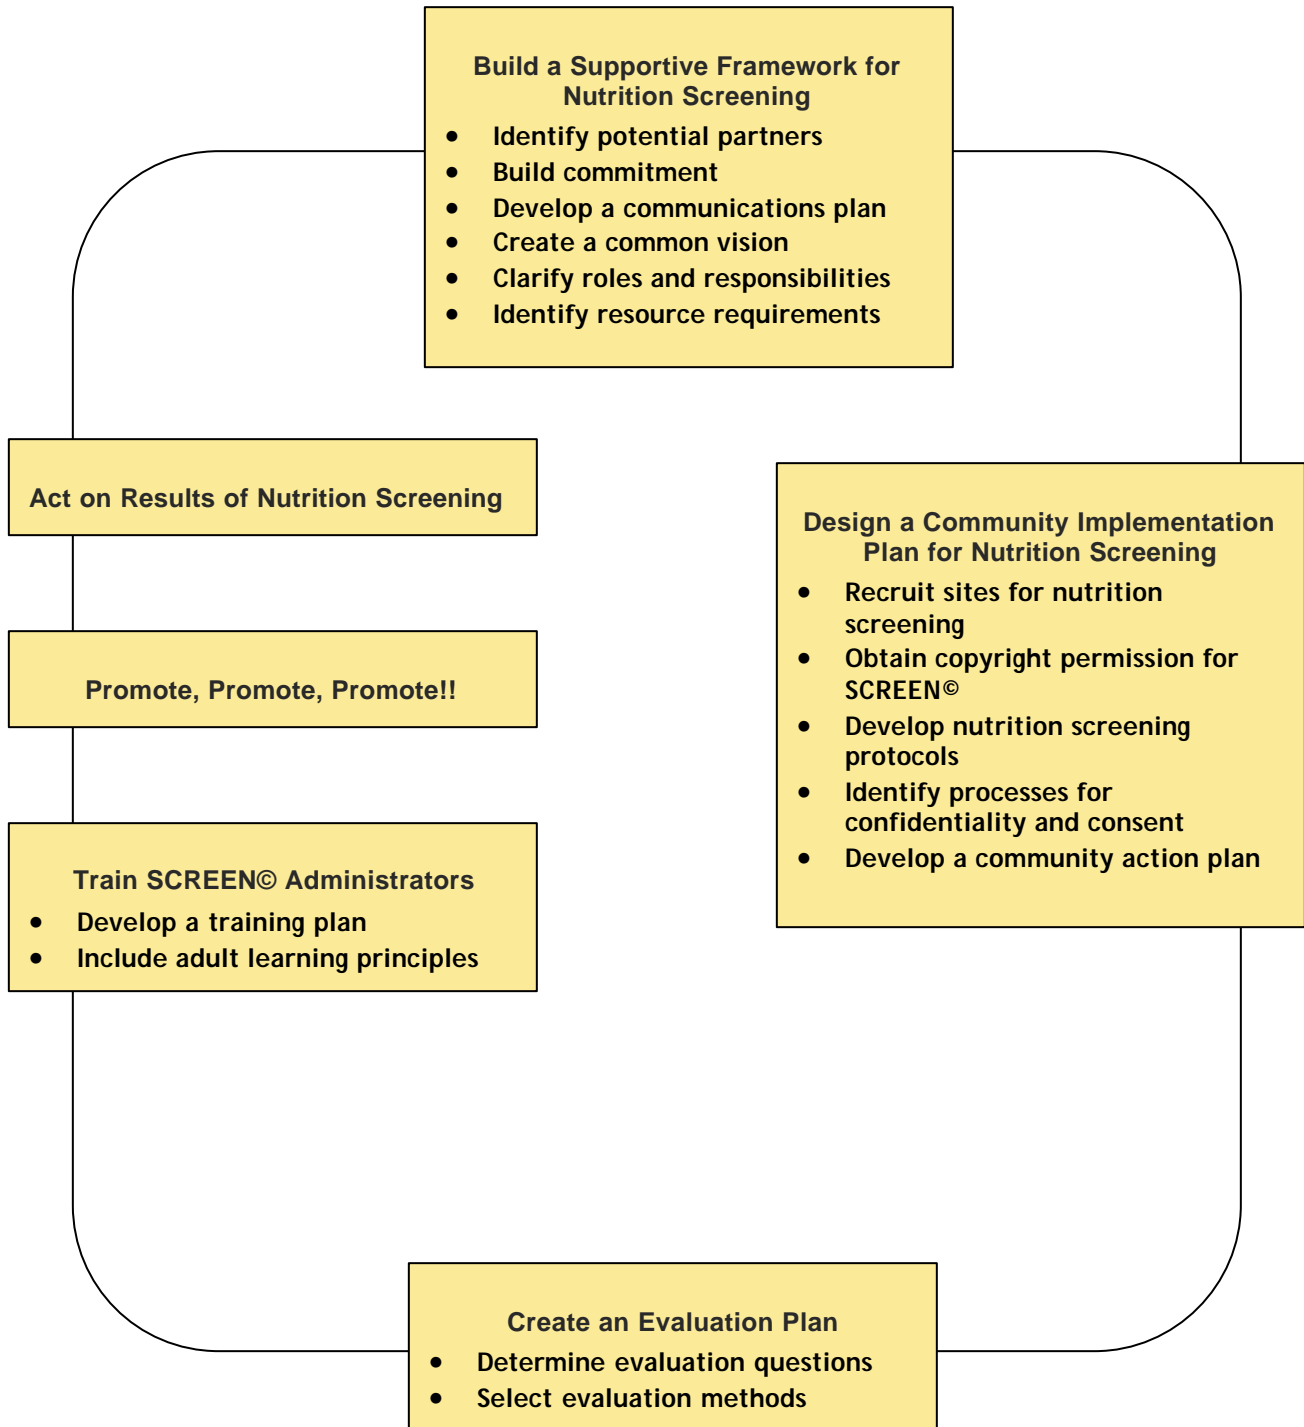 Build a Supportive Framework for
Nutrition Screening
• Identify potential partners
• Build commitment
• Develop a communications plan
• Create a common vision
• Clarify roles and responsibilities
• Identify resource requirements
Design a Community Implementation
Plan for Nutrition Screening
• Recruit sites for nutrition
screening
• Obtain copyright permission for
SCREEN©
• Develop nutrition screening
protocols
• Identify processes for
confidentiality and consent
• Develop a community action plan
Create an Evaluation Plan
• Determine evaluation questions
• Select evaluation methods
Train SCREEN© Administrators
• Develop a training plan
• Include adult learning principles
Promote, Promote, Promote!!
Act on Results of Nutrition Screening